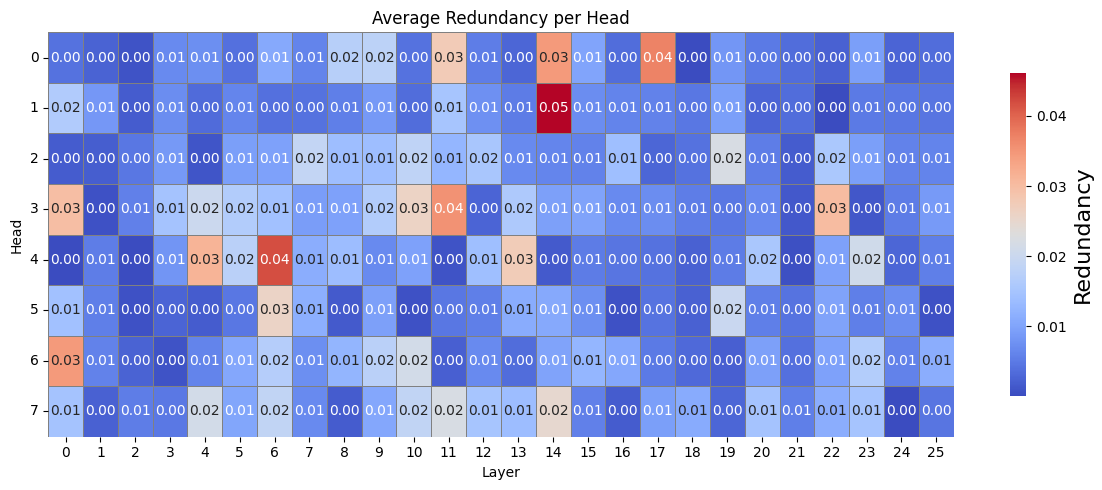 Average Redundancy per Head
0 0.00 0.00 0.00 0.01 0.01 0.00 0.01 0.01 0.02 0.02 0.00 0.03 0.01 0.00 0.03 0.01 0.00 0.04 0.00 0.01 0.01 0.00 0.00 0.01 0.00 0.00
1 0.02 0.01 0.00 0.01 0.00 0.01 0.00 0.00 0.01 0.01 0.00 0.01 0.01 0.01 0.05 0.01 0.01 0.01 0.00 0.01 0.00 0.00 0.00 0.01 0.00 0.00
2 0.00 0.00 0.01 0.01 0.00 0.01 0.01 0.02 0.01 0.01 0.02 0.01 0.02 0.01 0.01 0.01 0.01 0.00 0.00 0.02 0.01 0.00 0.02 0.01 0.01 0.01
3 0.03 0.00 0.01 0.01 0.02 0.02 0.01 0.01 0.01 0.02 0.03 0.04 0.00 0.02 0.01 0.01 0.01 0.01 0.01 0.00 0.01 0.00 0.03 0.00 0.01 0.01
4 0.00 0.01 0.00 0.01 0.03 0.02 0.04 0.01 0.01 0.01 0.01 0.00 0.01 0.03 0.00 0.01 0.00 0.00 0.00 0.01 0.02 0.00 0.01 0.02 0.00 0.01
5 0.01 0.01 0.00 0.00 0.00 0.00 0.03 0.01 0.00 0.01 0.00 0.00 0.01 0.01 0.01 0.01 0.00 0.00 0.00 0.02 0.01 0.00 0.01 0.01 0.01 0.00
6 0.03 0.01 0.00 0.00 0.01 0.01 0.02 0.01 0.01 0.02 0.02 0.00 0.01 0.00 0.01 0.01 0.01 0.00 0.00 0.00 0.01 0.00 0.01 0.02 0.01 0.01
7 0.01 0.00 0.01 0.00 0.02 0.01 0.02 0.01 0.00 0.01 0.02 0.02 0.01 0.01 0.02 0.01 0.00 0.01 0.01 0.00 0.01 0.01 0.01 0.01 0.00 0.00
0 1 2 3 4 5 6 7 8 9 10 11 12 13 14 15 16 17 18 19 20 21 22 23 24 25
Layer
Head
0.04
0.03
0.02
0.01
Redundancy